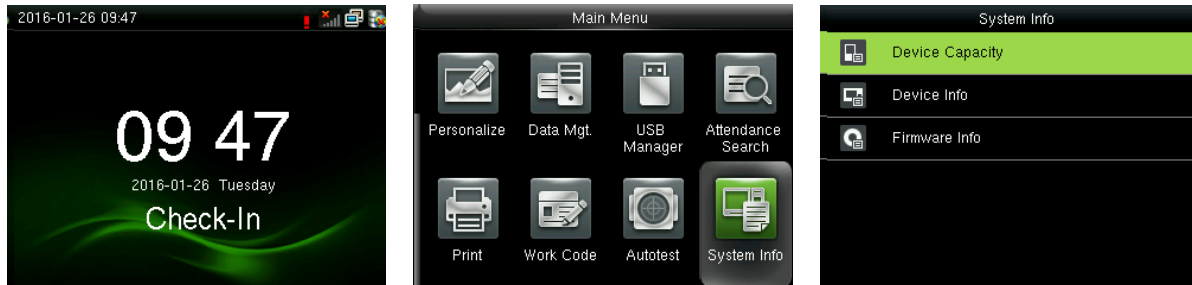 2016-01-26 09:47
09 47
2016-01-26 Tuesday
Check-In
Main Menu
Personalize Data Mgt. USB Manager Attendance Search
Print Work Code Autotest System Info
System Info
Device Capacity
Device Info
Firmware Info